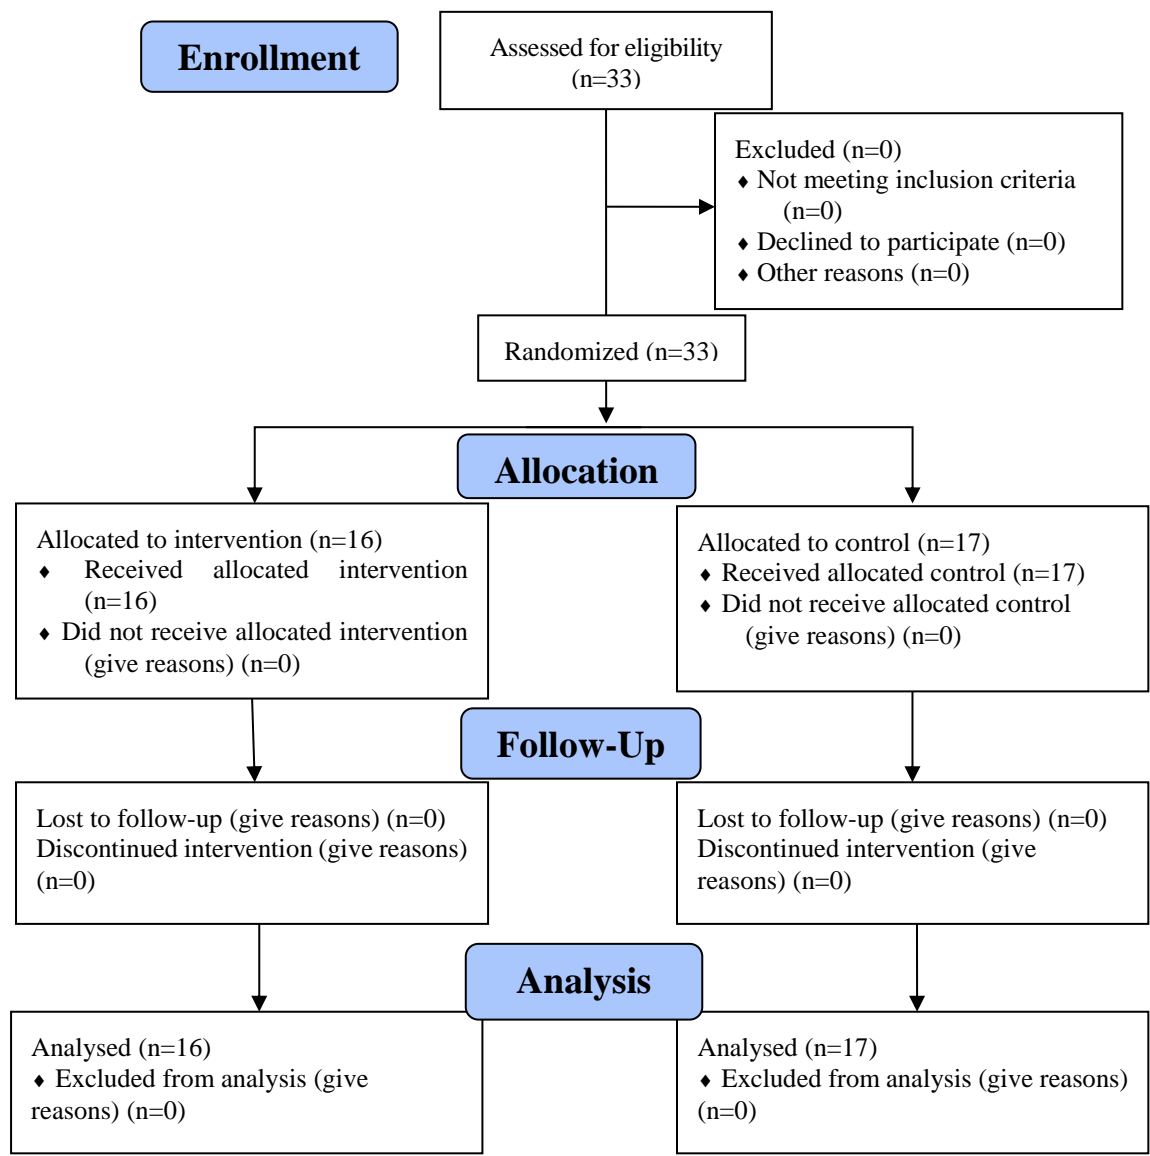 Enrollment
Assessed for eligibility
(n=33)
Excluded (n=0)
♦ Not meeting inclusion criteria
(n=0)
♦ Declined to participate (n=0)
♦ Other reasons (n=0)
Randomized (n=33)
Allocation
Allocated to intervention (n=16)
♦ Received allocated intervention
(n=16)
♦ Did not receive allocated intervention
(give reasons) (n=0)
Allocated to control (n=17)
♦ Received allocated control (n=17)
♦ Did not receive allocated control
(give reasons) (n=0)
Follow-Up
Lost to follow-up (give reasons) (n=0)
Discontinued intervention (give reasons)
(n=0)
Lost to follow-up (give reasons) (n=0)
Discontinued intervention (give
reasons) (n=0)
Analysis
Analysed (n=16)
♦ Excluded from analysis (give
reasons) (n=0)
Analysed (n=17)
♦ Excluded from analysis (give reasons)
(n=0)